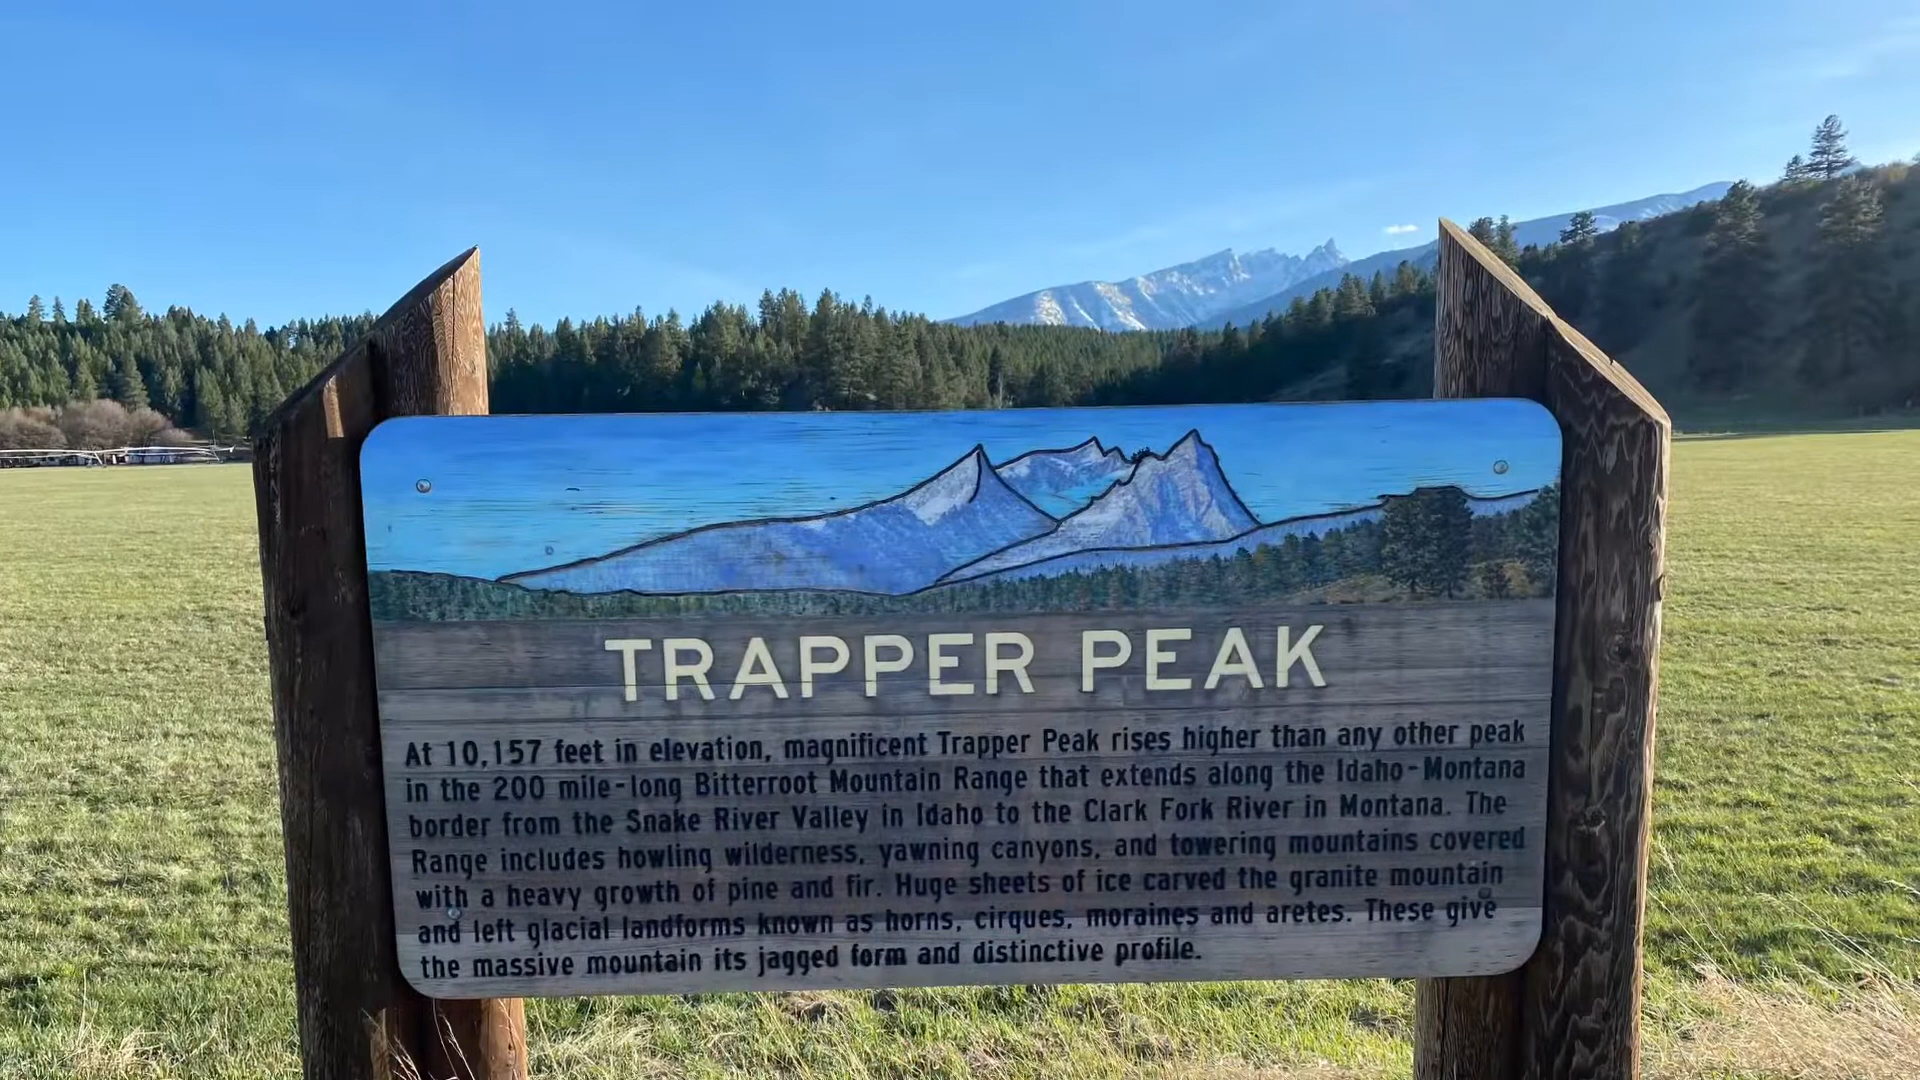 TRAPPER PEAK
At 10,157 feet in elevation, magnificent Trapper Peak rises higher than any other peak
in the 200 mile-long Bitterroot Mountain Range that extends along the Idaho-Montana
border from the Snake River Valley in Idaho to the Clark Fork River in Montana. The
Range includes howling wilderness, yawning canyons, and towering mountains covered
with a heavy growth of pine and fir. Huge sheets of ice carved the granite mountain
and left glacial landforms known as horns, cirques, moraines and aretes. These give
the massive mountain its jagged form and distinctive profile.